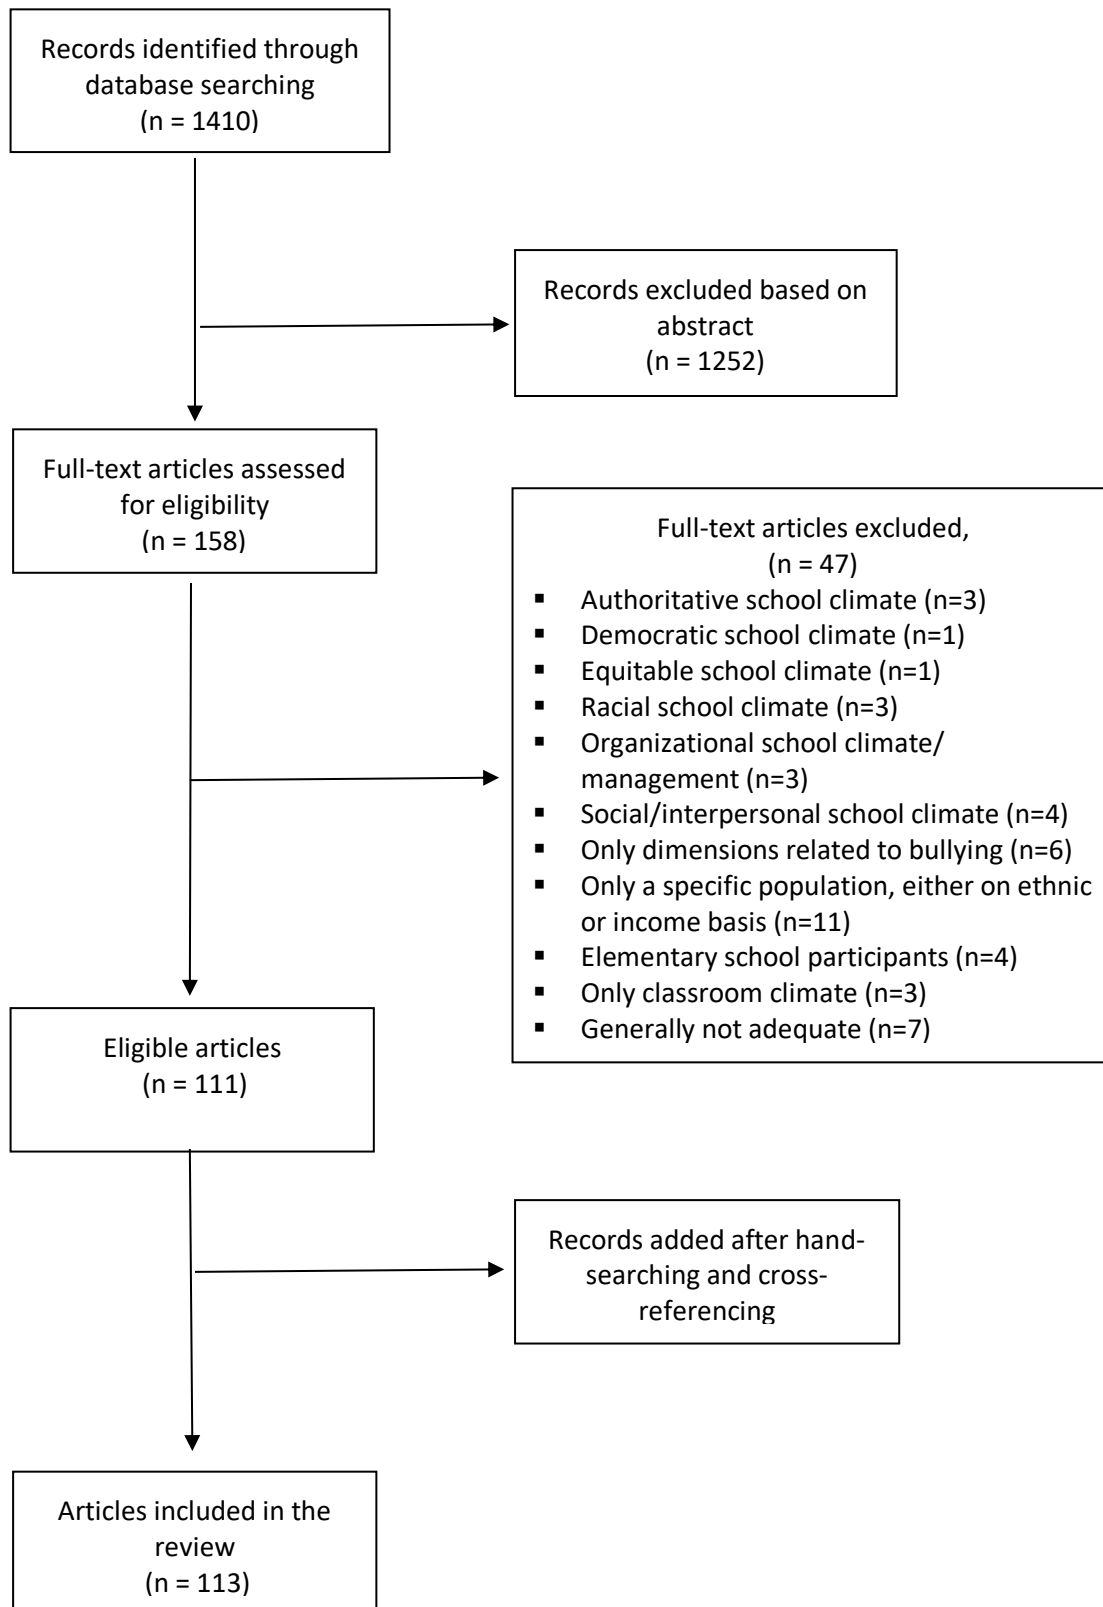 Records identified through
database searching
(n = 1410)
Records excluded based on
abstract
(n = 1252)
Full-text articles assessed
for eligibility
(n = 158)
Full-text articles excluded,
(n = 47)
▪ Authoritative school climate (n=3)
▪ Democratic school climate (n=1)
▪ Equitable school climate (n=1)
▪ Racial school climate (n=3)
▪ Organizational school climate/
management (n=3)
▪ Social/interpersonal school climate (n=4)
▪ Only dimensions related to bullying (n=6)
▪ Only a specific population, either on ethnic
or income basis (n=11)
▪ Elementary school participants (n=4)
▪ Only classroom climate (n=3)
▪ Generally not adequate (n=7)
Eligible articles
(n = 111)
Records added after hand-
searching and cross-
referencing
Articles included in the
review
(n = 113)